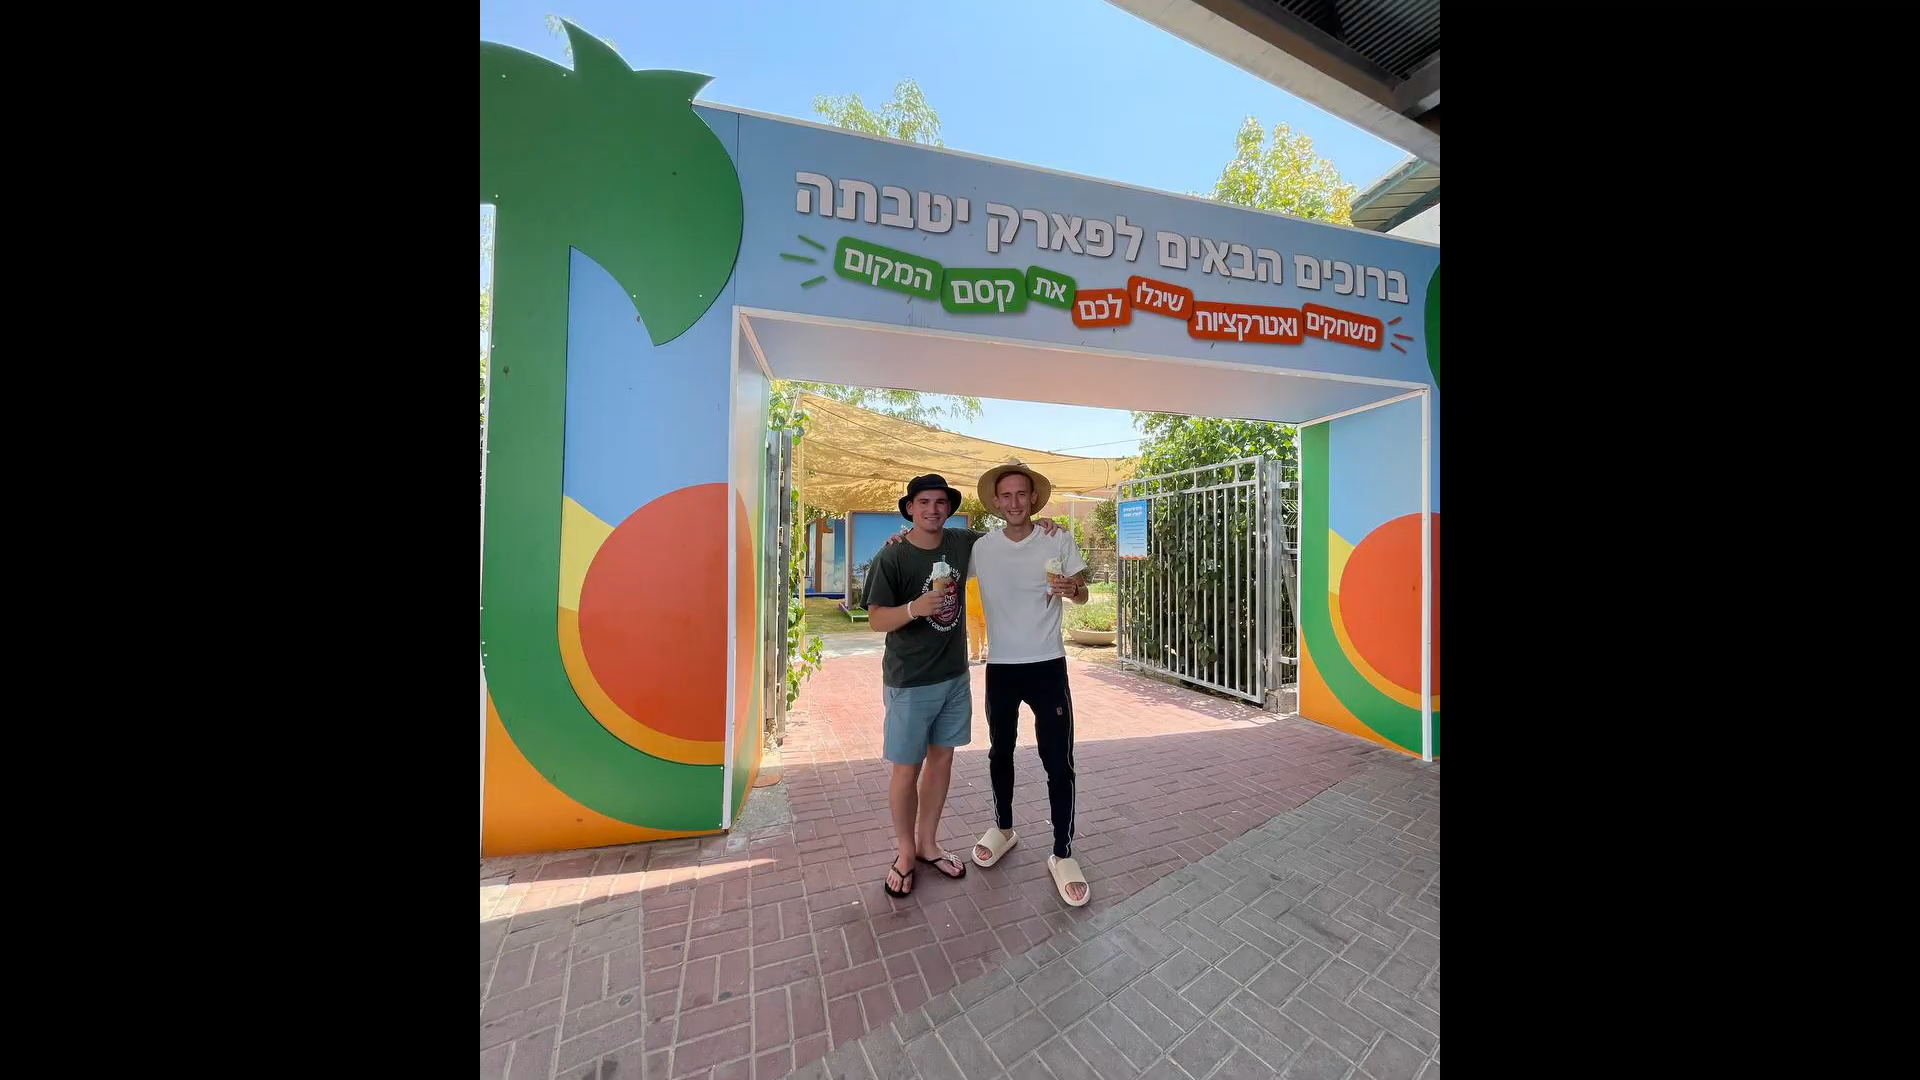 ברוכים הבאים לפארק יטבתה
משחקים ואטרקציות שיגלו לכם את קסם המקום